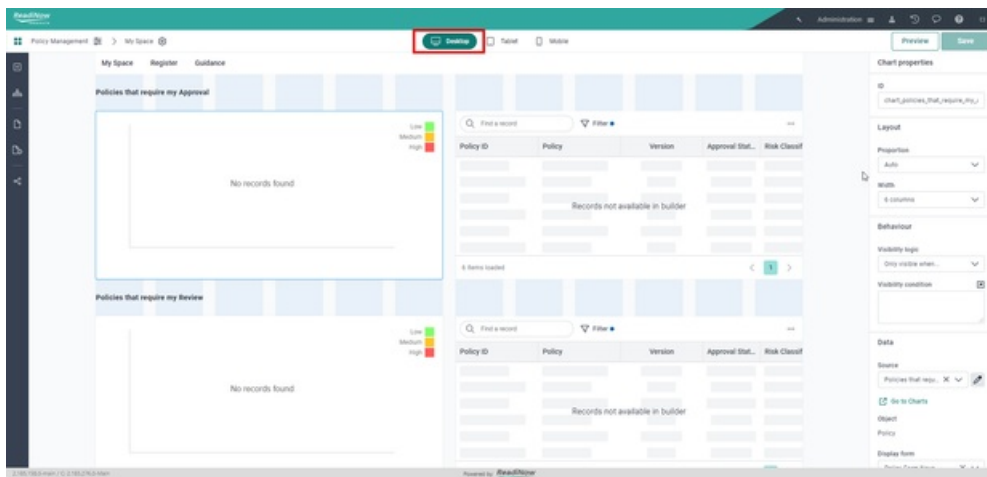 ReadiNow
Administration
Policy Management > My Space
Desktop Tablet Mobile
Preview Save
My Space Register Guidance
Chart properties
Policies that require my Approval
ID
chart_policies_that_require_my_
Low
Medium
High
No records found
Find a record Filter
Policy ID Policy Version Approval Stat... Risk Classif
Records not available in builder
6 items loaded 1
Layout
Proportion
Auto
Width
6 columns
Behaviour
Visibility logic
Only visible when...
Visibility condition
Policies that require my Review
Low
Medium
High
No records found
Find a record Filter
Policy ID Policy Version Approval Stat... Risk Classif
Records not available in builder
Data
Source
Policies that requ...
Go to Charts
Object
Policy
Display form
Powered by ReadiNow